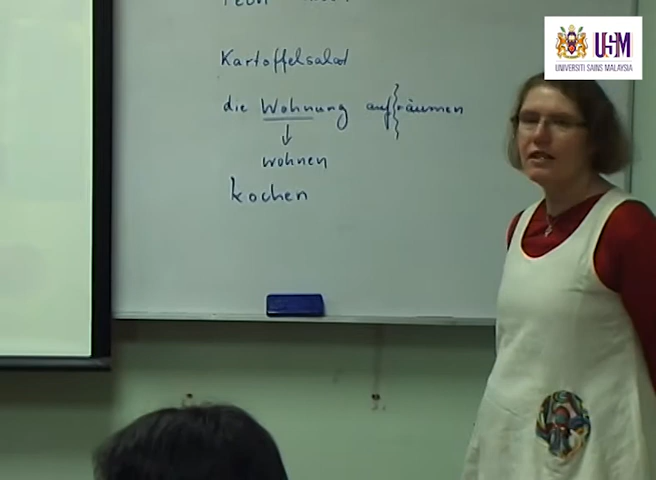 Kartoffelsalat
die Wohnung auf räumen
wohnen
kochen
USM
UNIVERSITI SAINS MALAYSIA